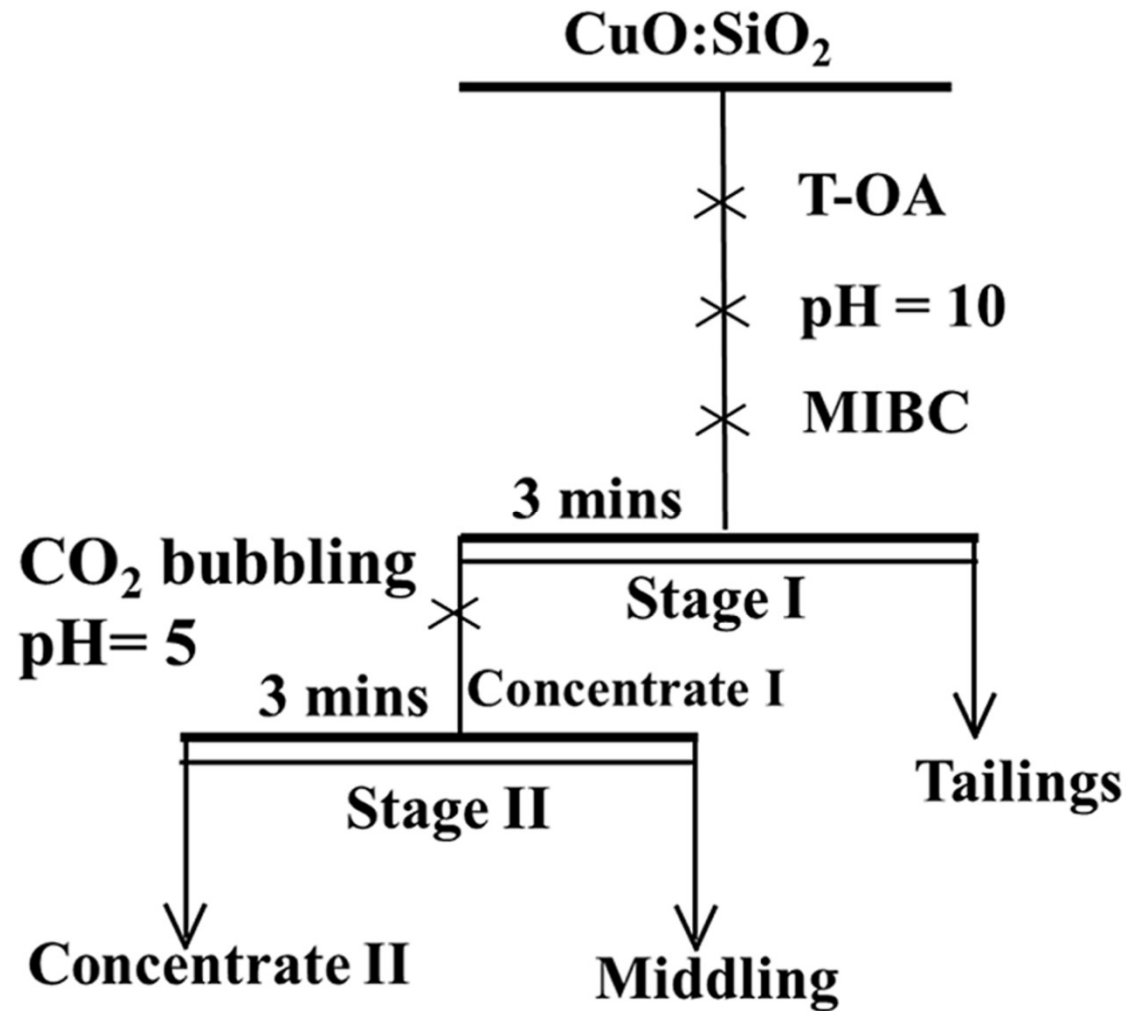 CuO:SiO₂
T-OA
pH = 10
MIBC
3 mins
Stage I
CO₂ bubbling
pH= 5
Concentrate I
Tailings
3 mins
Stage II
Concentrate II
Middling